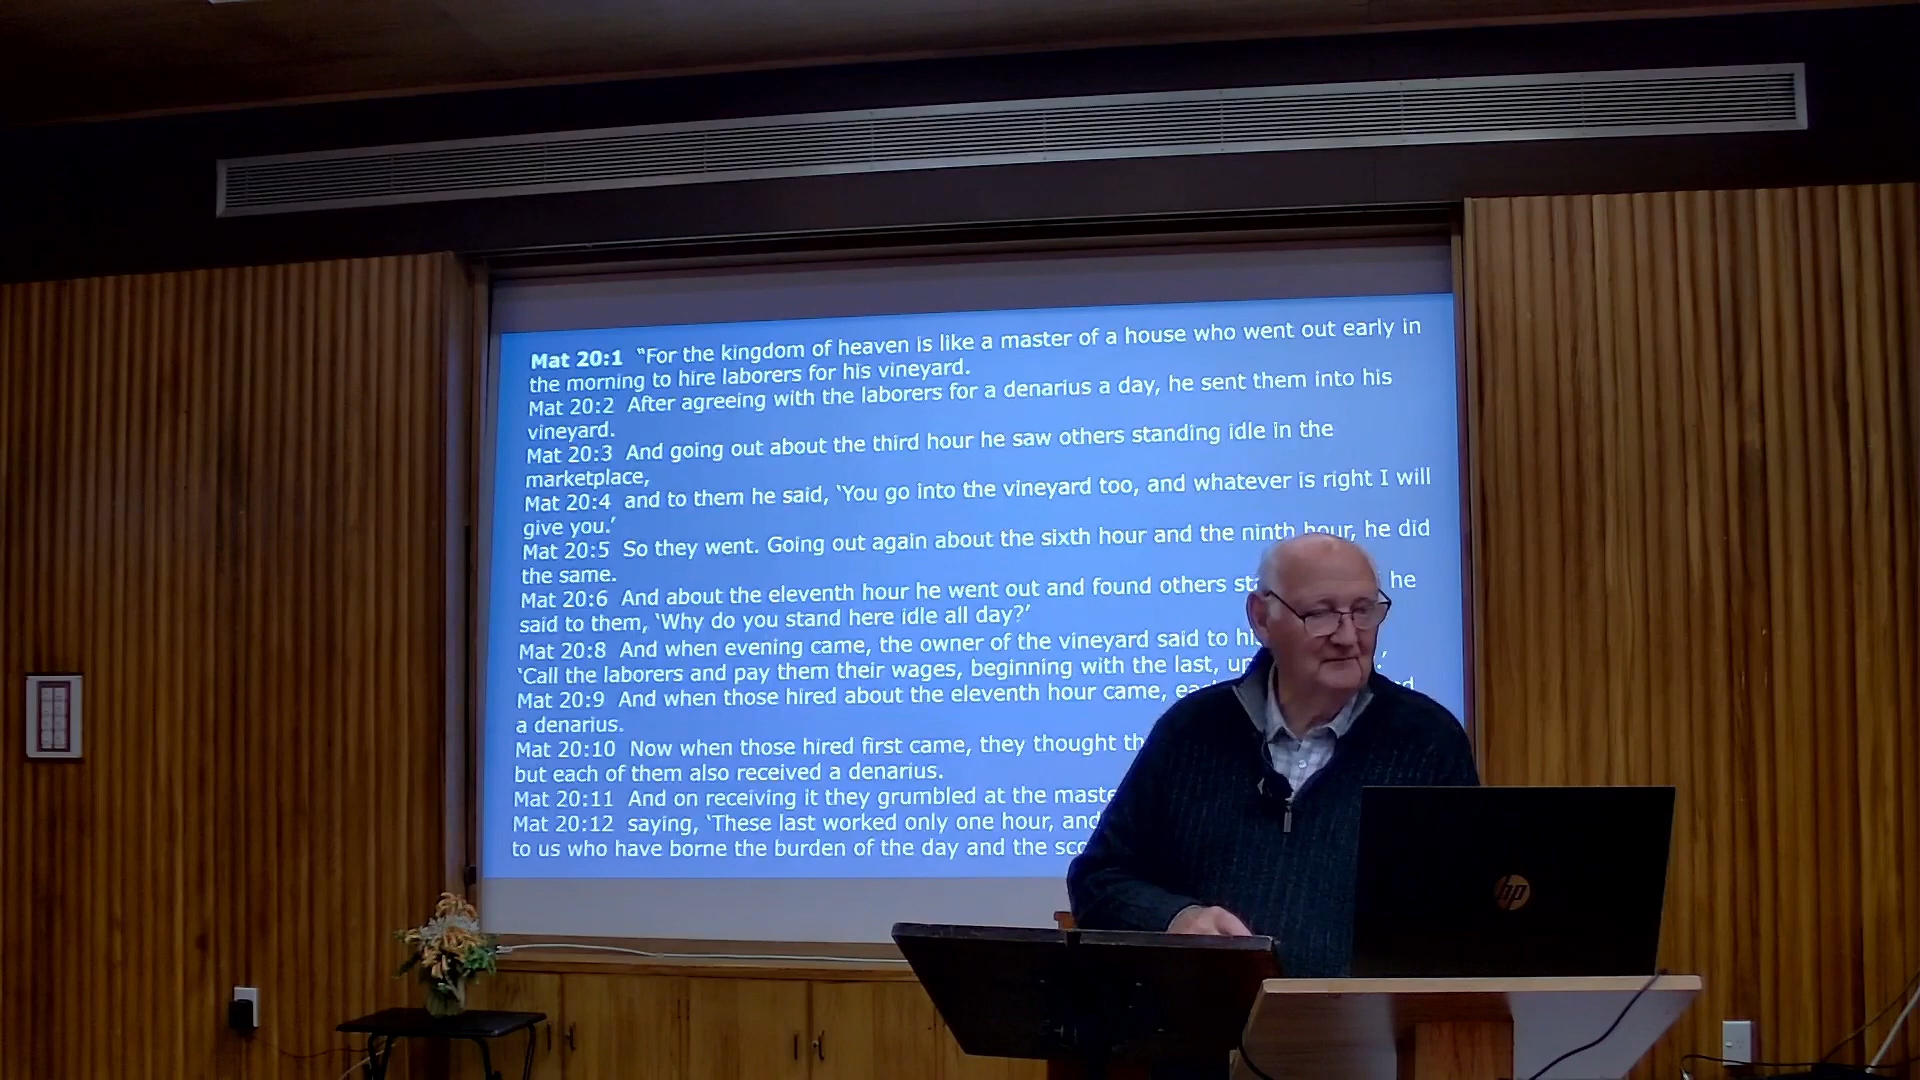 Mat 20:1 “For the kingdom of heaven is like a master of a house who went out early in
the morning to hire laborers for his vineyard.
Mat 20:2 After agreeing with the laborers for a denarius a day, he sent them into his
vineyard.
Mat 20:3 And going out about the third hour he saw others standing idle in the
marketplace,
Mat 20:4 and to them he said, ‘You go into the vineyard too, and whatever is right I will
give you.’
Mat 20:5 So they went. Going out again about the sixth hour and the ninth hour, he did
the same.
Mat 20:6 And about the eleventh hour he went out and found others he
said to them, ‘Why do you stand here idle all day?’
Mat 20:8 And when evening came, the owner of the vineyard said to
‘Call the laborers and pay them their wages, beginning with the last,
Mat 20:9 And when those hired about the eleventh hour came,
a denarius.
Mat 20:10 Now when those hired first came, they thought
but each of them also received a denarius.
Mat 20:11 And on receiving it they grumbled at the
Mat 20:12 saying, ‘These last worked only one hour, and
to us who have borne the burden of the day and the
hp